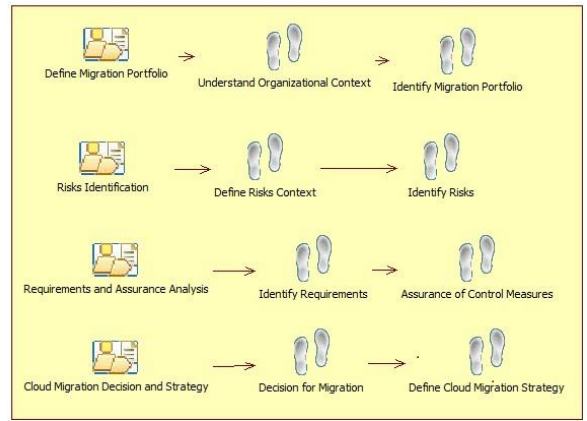 Define Migration Portfolio
Understand Organizational Context
Identify Migration Portfolio
Risks Identification
Define Risks Context
Identify Risks
Requirements and Assurance Analysis
Identify Requirements
Assurance of Control Measures
Cloud Migration Decision and Strategy
Decision for Migration
Define Cloud Migration Strategy